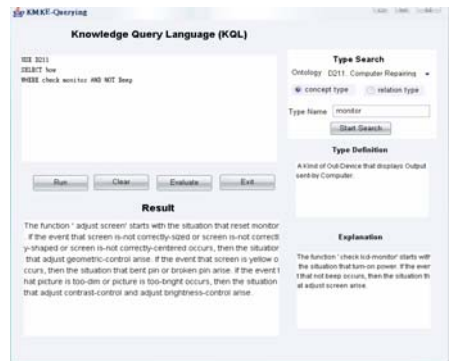 KMKE-Querying
Knowledge Query Language (KQL)
USE D211
SELECT how
WHERE check monitor AND NOT Beep
Type Search
Ontology D211. Computer Repairing
concept type relation type
Type Name monitor
Start Search
Run Clear Evaluate Exit
Type Definition
A Kind of Out-Device that displays Output
sent-by Computer.
Result
The function ' adjust screen' starts with the situation that reset monitor
. If the event that screen is-not correctly-sized or screen is-not correctl
y-shaped or screen is-not correctly-centered occurs, then the situation
that adjust geometric-control arise. If the event that screen is yellow o
ccurs, then the situation that bent pin or broken pin arise. If the event t
hat picture is too-dim or picture is too-bright occurs, then the situation
that adjust contrast-control and adjust brightness-control arise.
Explanation
The function ' check lcd-monitor' starts with
the situation that turn-on power. If the even
t that not beep occurs, then the situation th
at adjust screen arise.